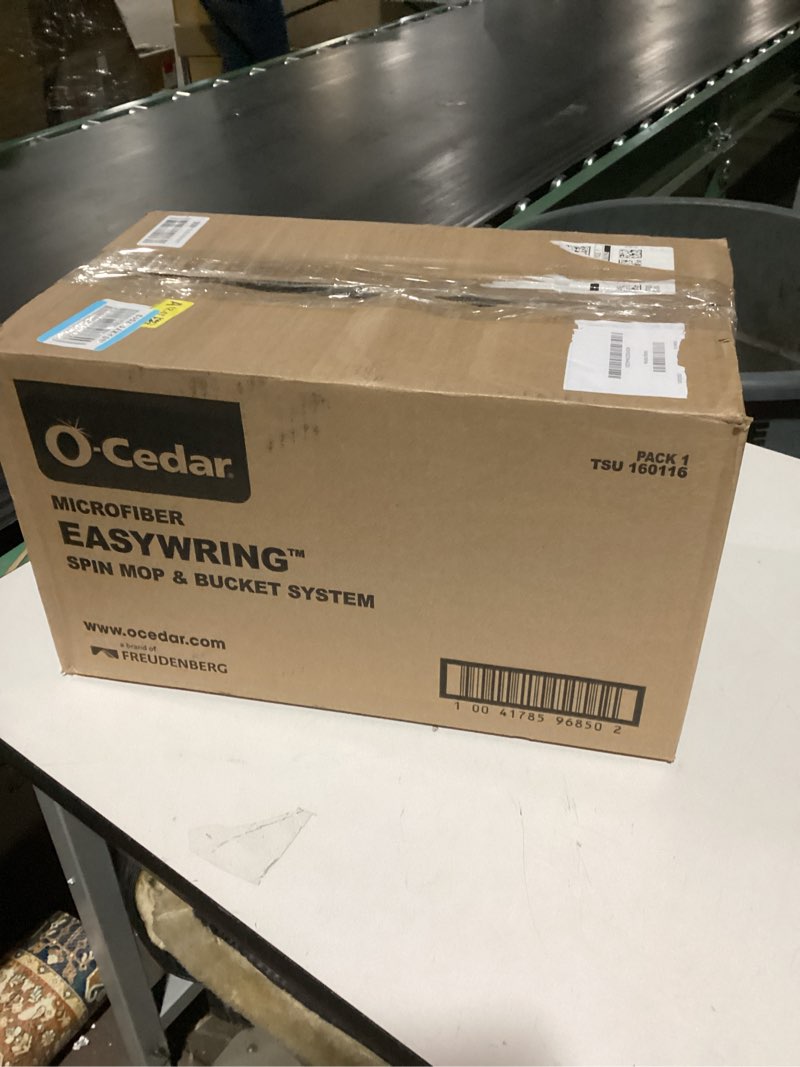 O-Cedar
MICROFIBER
EASYWRING™
SPIN MOP & BUCKET SYSTEM
www.ocedar.com
a brand of
FREUDENBERG
PACK 1
TSU 160116
1 00 41785 96850 2